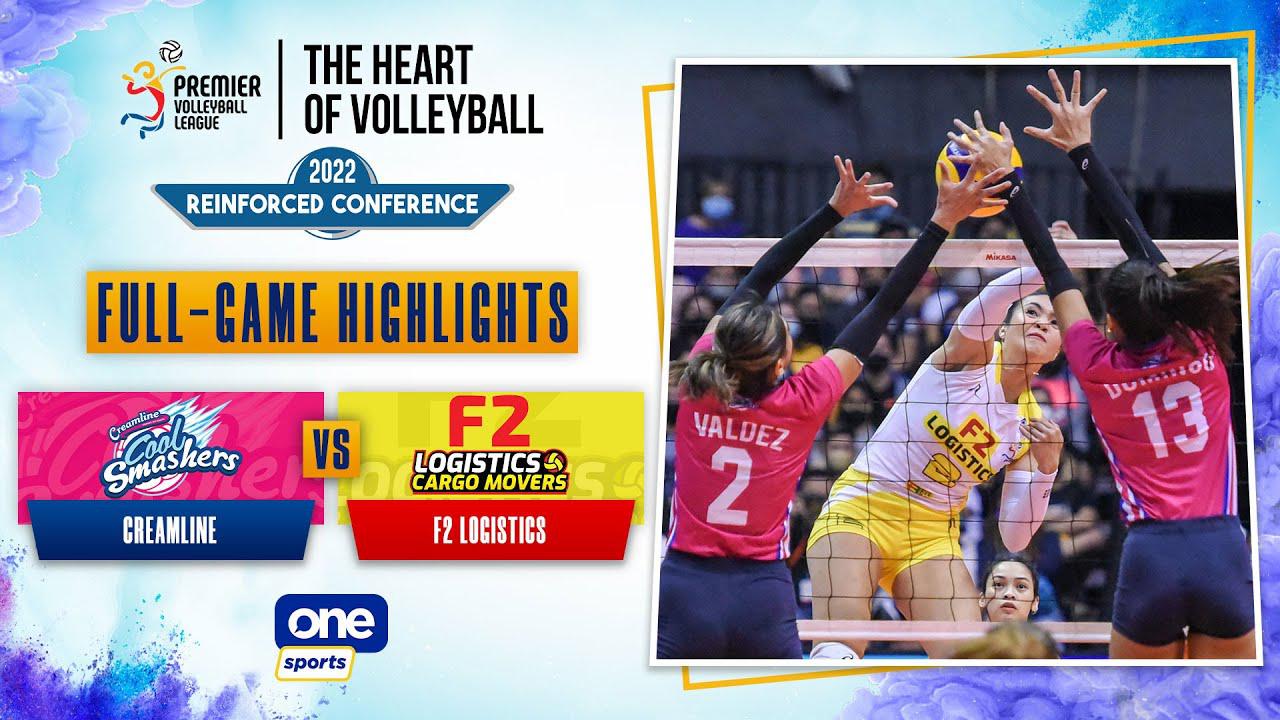 PREMIER
VOLLEYBALL
LEAGUE
THE HEART
OF VOLLEYBALL
2022
REINFORCED CONFERENCE
FULL-GAME HIGHLIGHTS
Creamline
Cool
Smashers
VS
F2
LOGISTICS
CARGO MOVERS
CREAMLINE
F2 LOGISTICS
one
sports
MIKASA
VALDEZ
2
F2
LOGISTICS
13